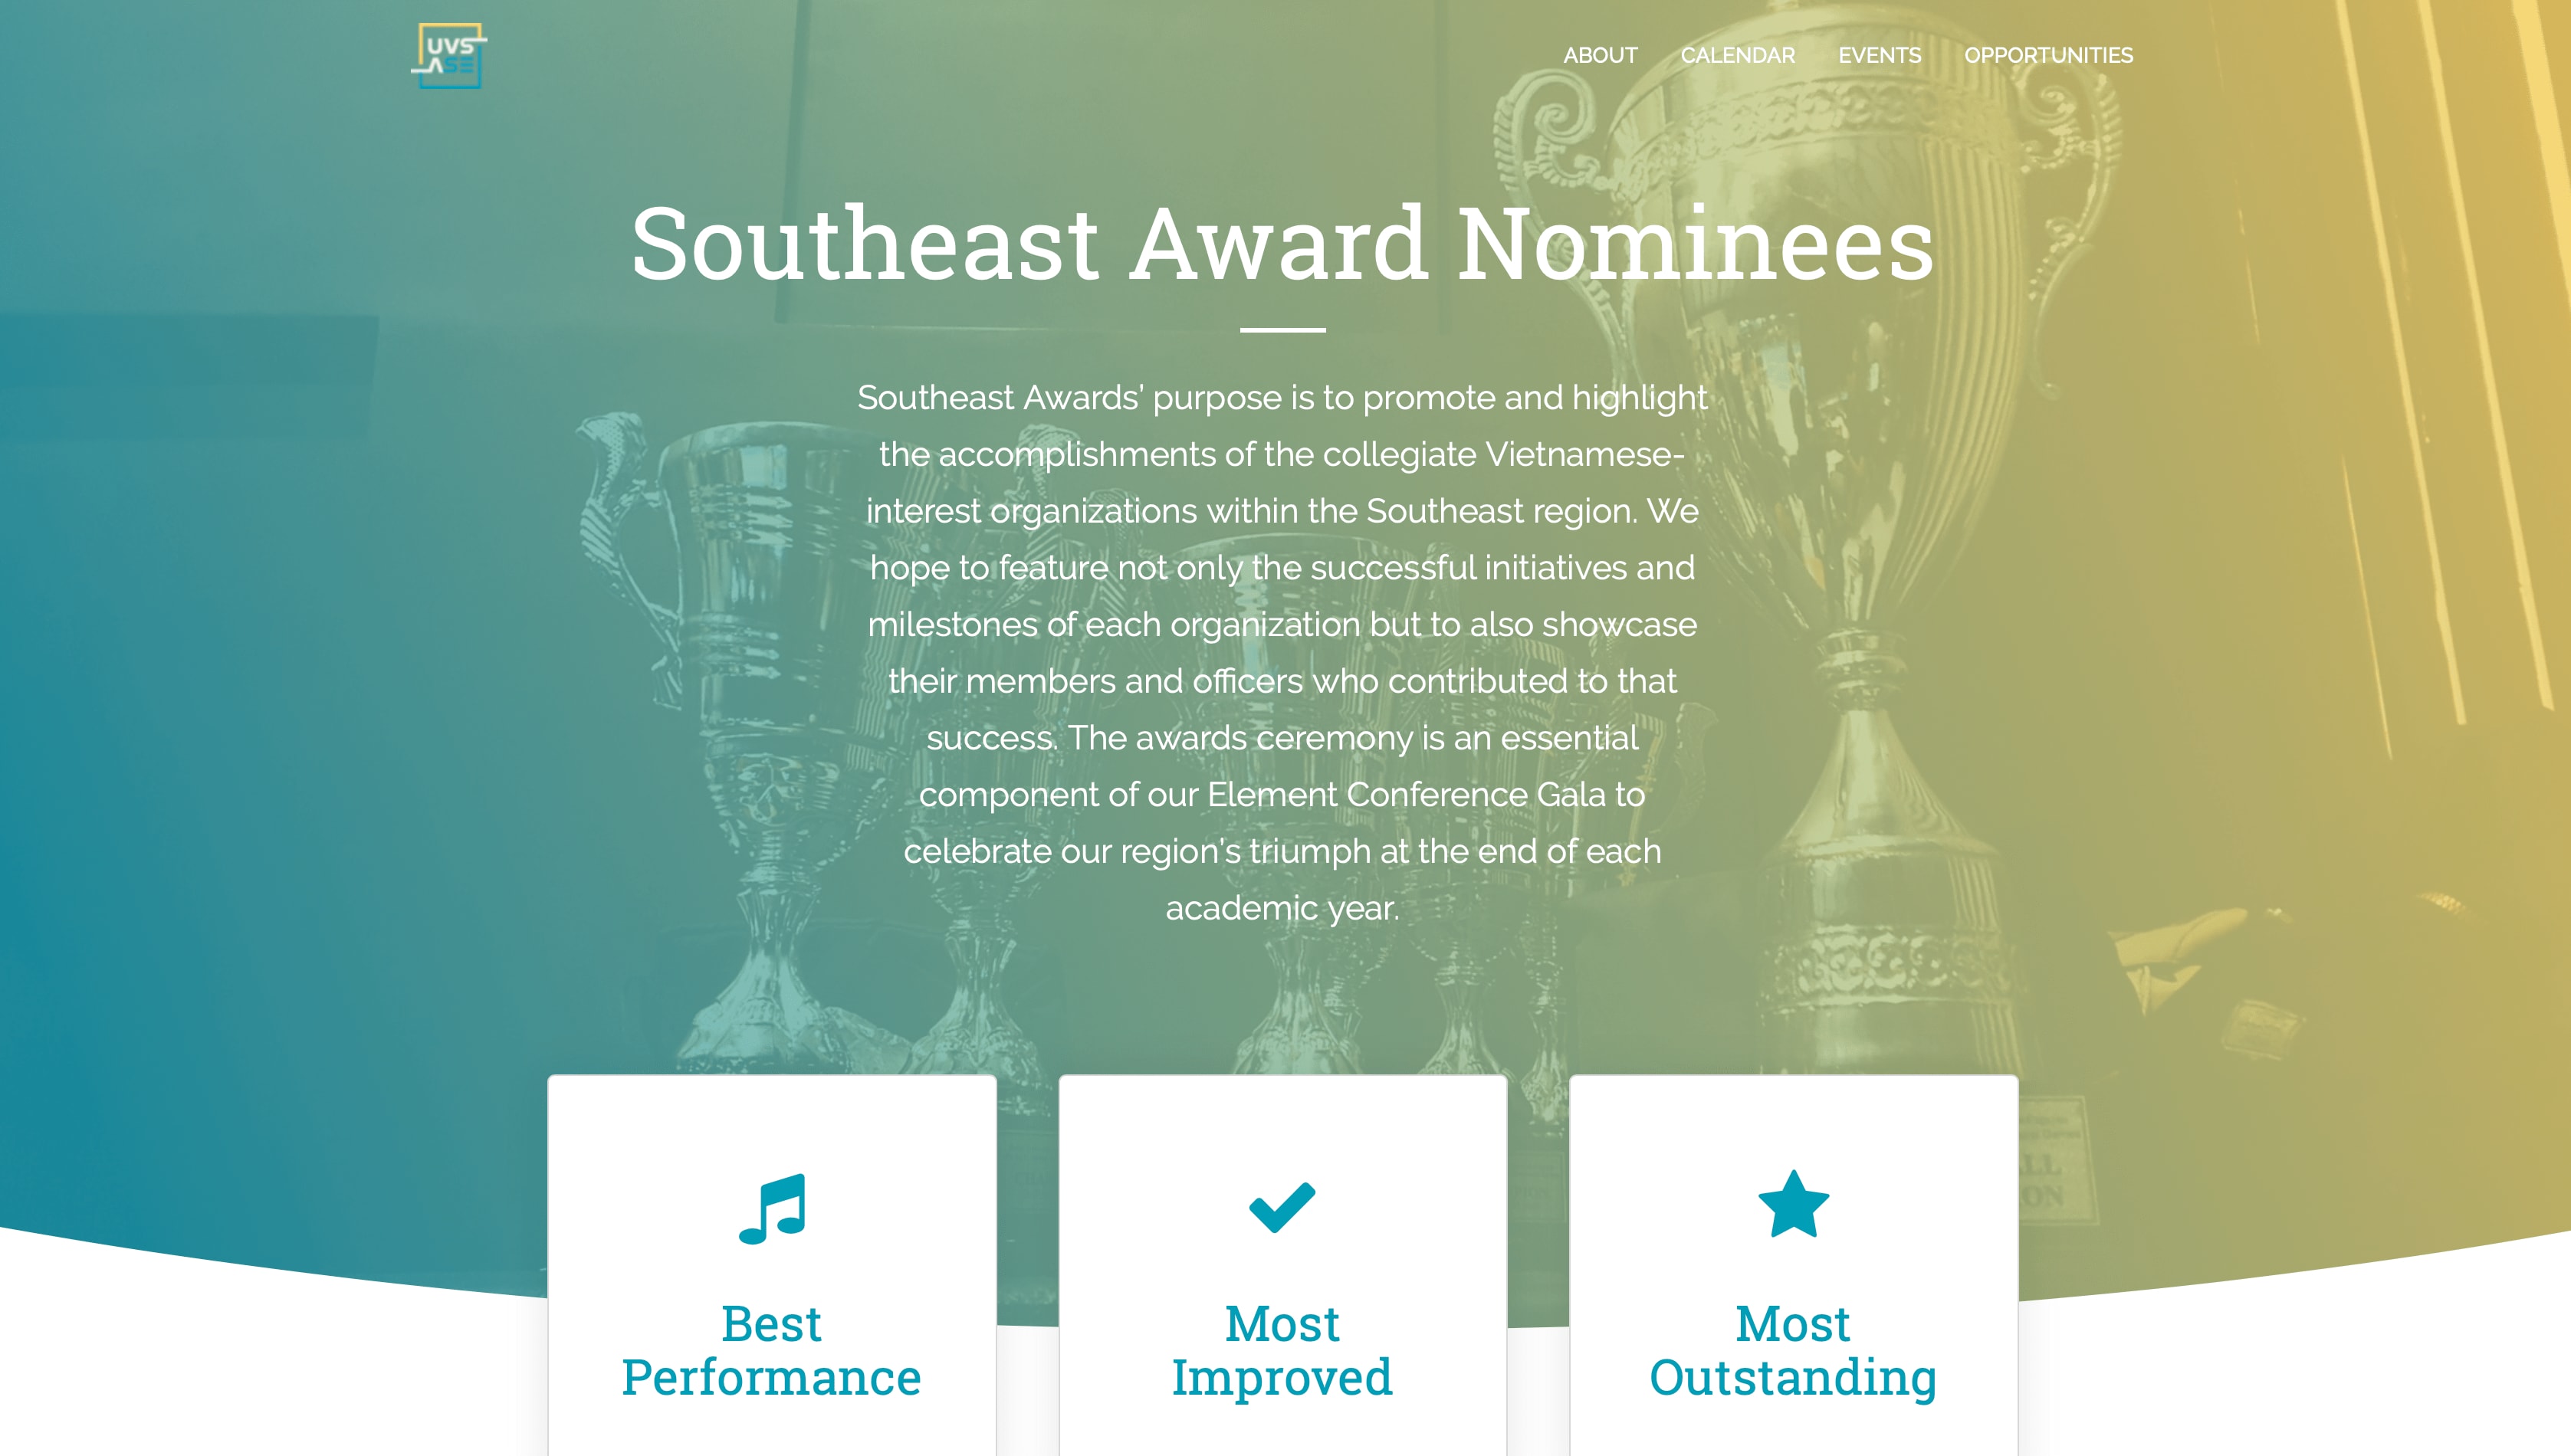 UVS
ASE
ABOUT CALENDAR EVENTS OPPORTUNITIES
Southeast Award Nominees
Southeast Awards’ purpose is to promote and highlight
the accomplishments of the collegiate Vietnamese-
interest organizations within the Southeast region. We
hope to feature not only the successful initiatives and
milestones of each organization but to also showcase
their members and officers who contributed to that
success. The awards ceremony is an essential
component of our Element Conference Gala to
celebrate our region’s triumph at the end of each
academic year.
Best
Performance
Most
Improved
Most
Outstanding